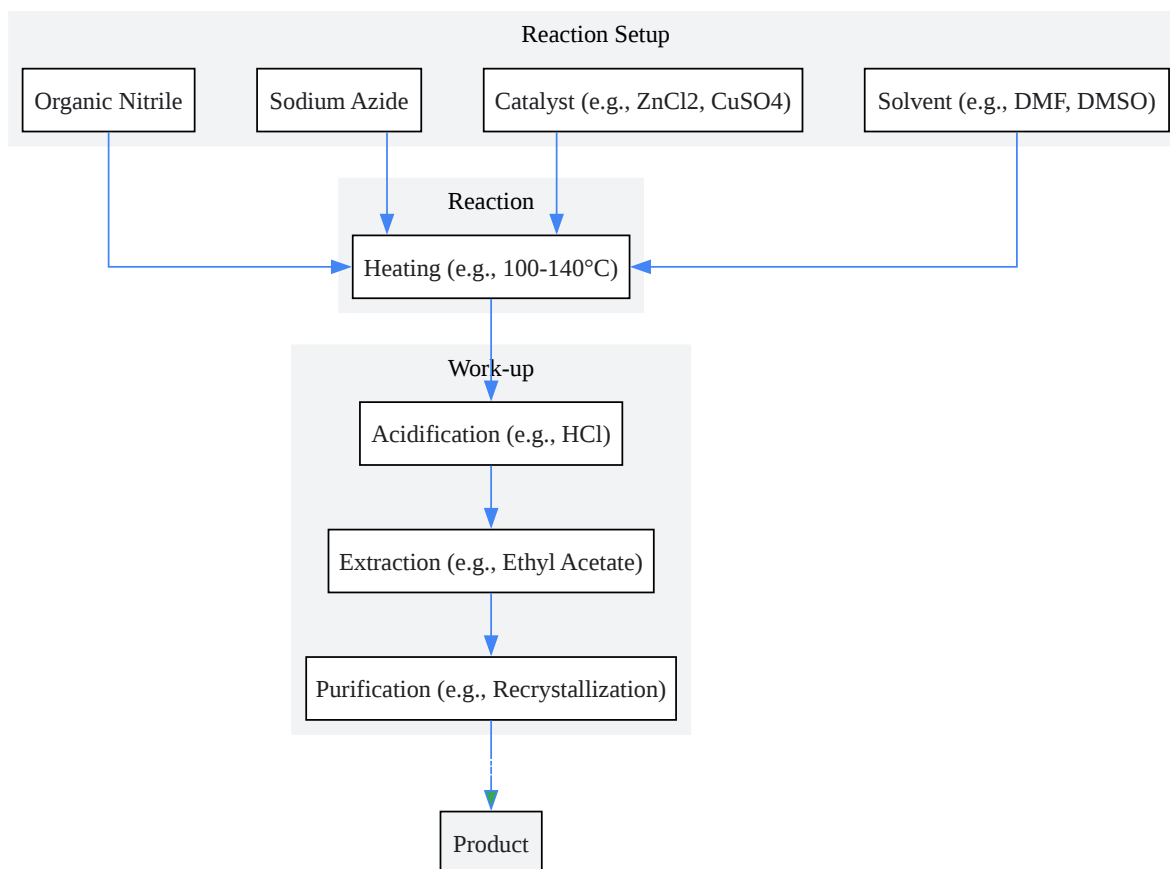 Reaction Setup
Organic Nitrile
Sodium Azide
Catalyst (e.g., ZnCl2, CuSO4)
Solvent (e.g., DMF, DMSO)
Reaction
Heating (e.g., 100-140°C)
Work-up
Acidification (e.g., HCl)
Extraction (e.g., Ethyl Acetate)
Purification (e.g., Recrystallization)
Product